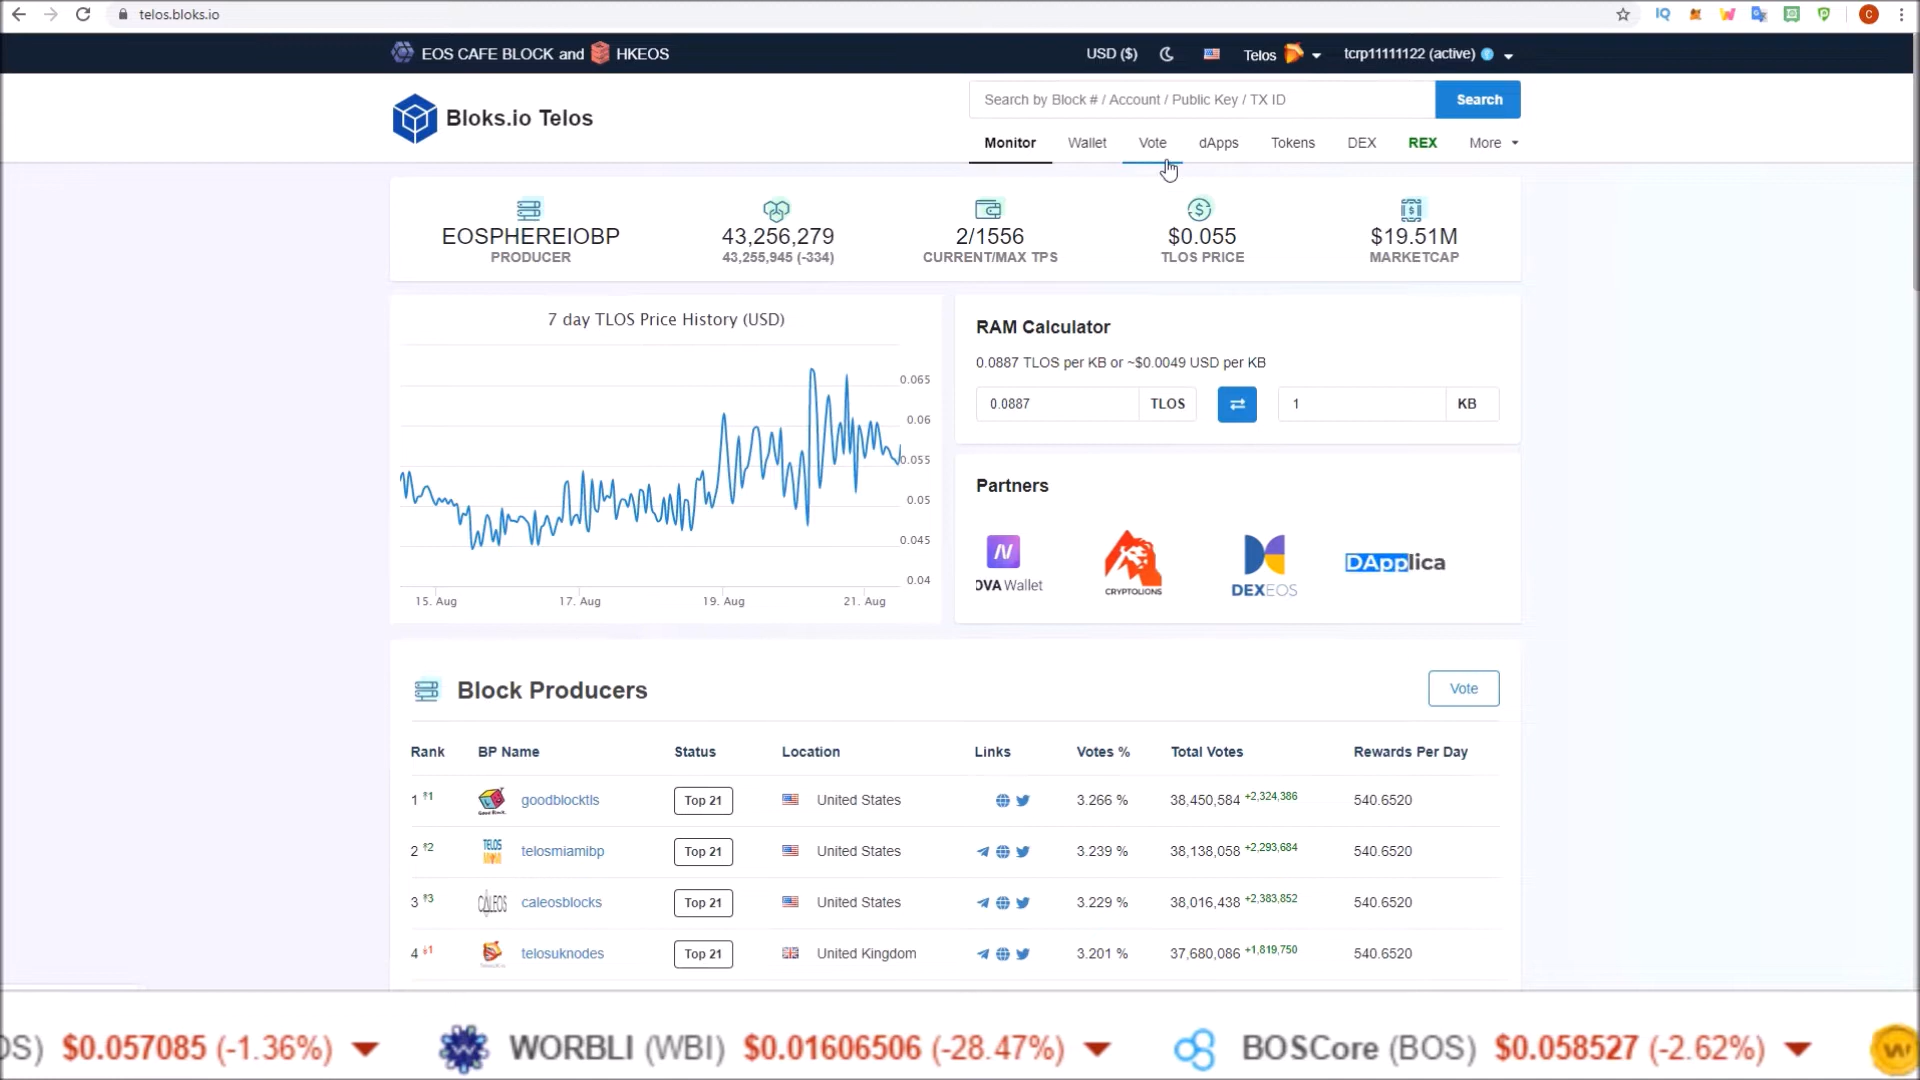 telos.bloks.io
IQ
C
EOS CAFE BLOCK and HKEOS
USD ($)
Telos
tcrp11111122 (active)
Bloks.io Telos
Search by Block # / Account / Public Key / TX ID
Search
Monitor
Wallet
Vote
dApps
Tokens
DEX
REX
More
EOSPHEREIOBP
PRODUCER
43,256,279
43,255,945 (-334)
2/1556
CURRENT/MAX TPS
$0.055
TLOS PRICE
$19.51M
MARKETCAP
7 day TLOS Price History (USD)
0.065
0.06
0.055
0.05
0.045
0.04
15. Aug
17. Aug
19. Aug
21. Aug
RAM Calculator
0.0887 TLOS per KB or ~$0.0049 USD per KB
0.0887
TLOS
1
KB
Partners
OVA Wallet
CRYPTOLIONS
DEXEOS
DApplica
Block Producers
Vote
Rank BP Name Status Location Links Votes % Total Votes Rewards Per Day
1 1 goodblocktls Top 21 United States 3.266 % 38,450,584 +2,324,386 540.6520
2 2 telosmiamibp Top 21 United States 3.239 % 38,138,058 +2,293,684 540.6520
3 3 caleosblocks Top 21 United States 3.229 % 38,016,438 +2,383,852 540.6520
4 1 telosuknodes Top 21 United Kingdom 3.201 % 37,680,086 +1,819,750 540.6520
OS) $0.057085 (-1.36%) WORBLI (WBI) $0.01606506 (-28.47%) BOSCore (BOS) $0.058527 (-2.62%)